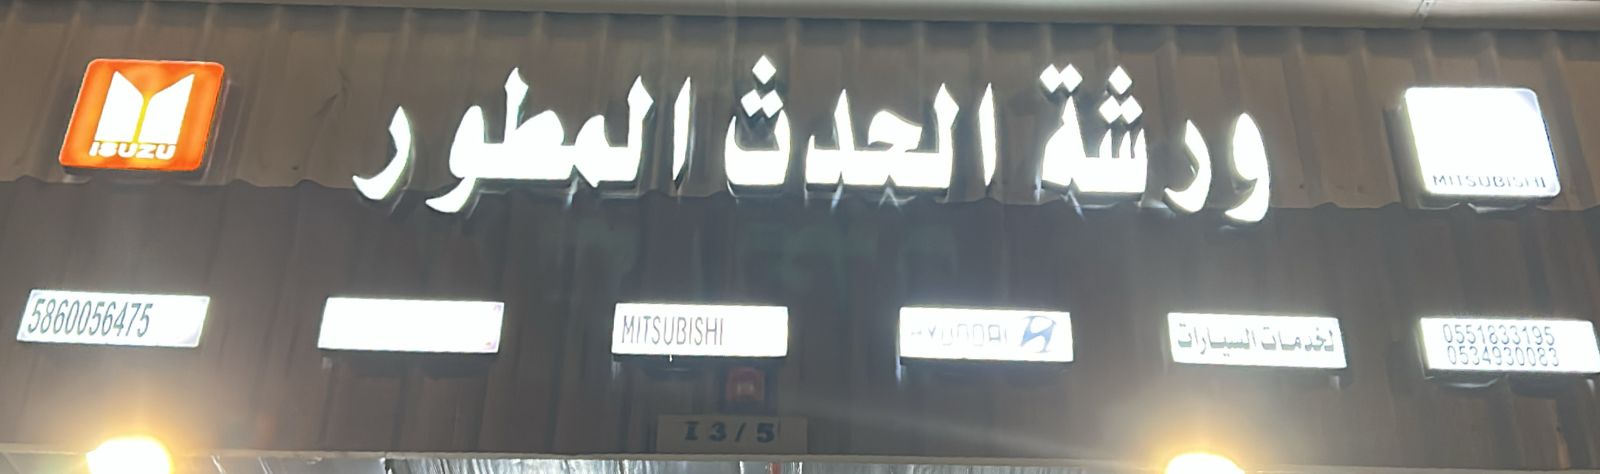 ورشة الحدث المطور
ISUZU
MITSUBISHI
5860056475
MITSUBISHI
HYUNDAI
لخدمات السيارات
0551833195
0534930083
I 3/5